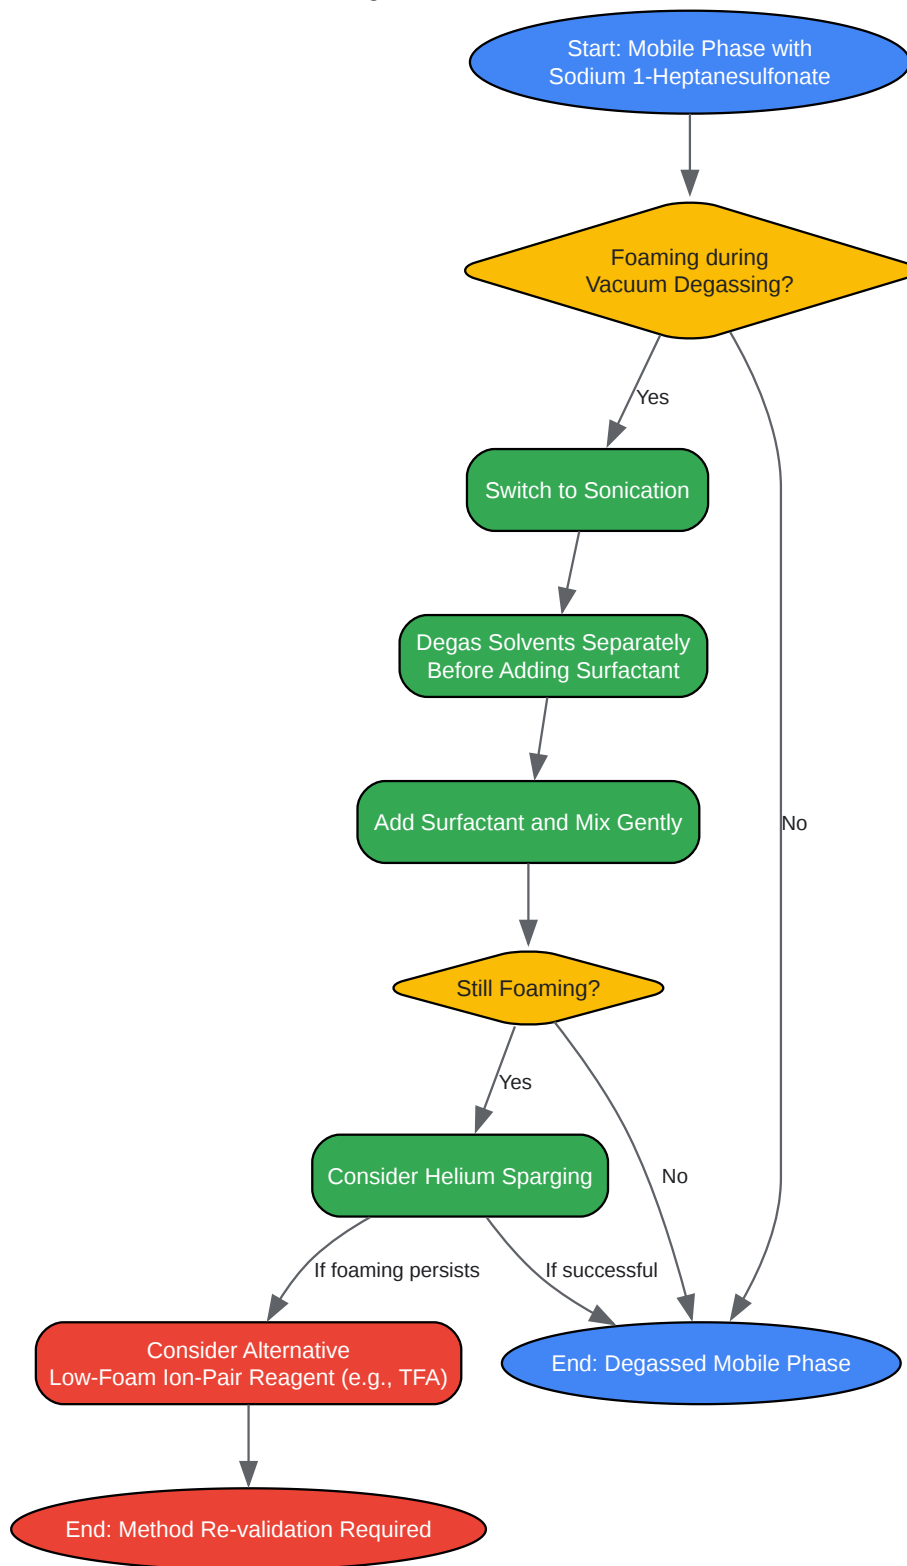 Start: Mobile Phase with
Sodium 1-Heptanesulfonate
Foaming during
Vacuum Degassing?
Yes
Switch to Sonication
Degas Solvents Separately
Before Adding Surfactant
Add Surfactant and Mix Gently
No
Still Foaming?
Yes
Consider Helium Sparging
No
If foaming persists
If successful
Consider Alternative
Low-Foam Ion-Pair Reagent (e.g., TFA)
End: Degassed Mobile Phase
End: Method Re-validation Required